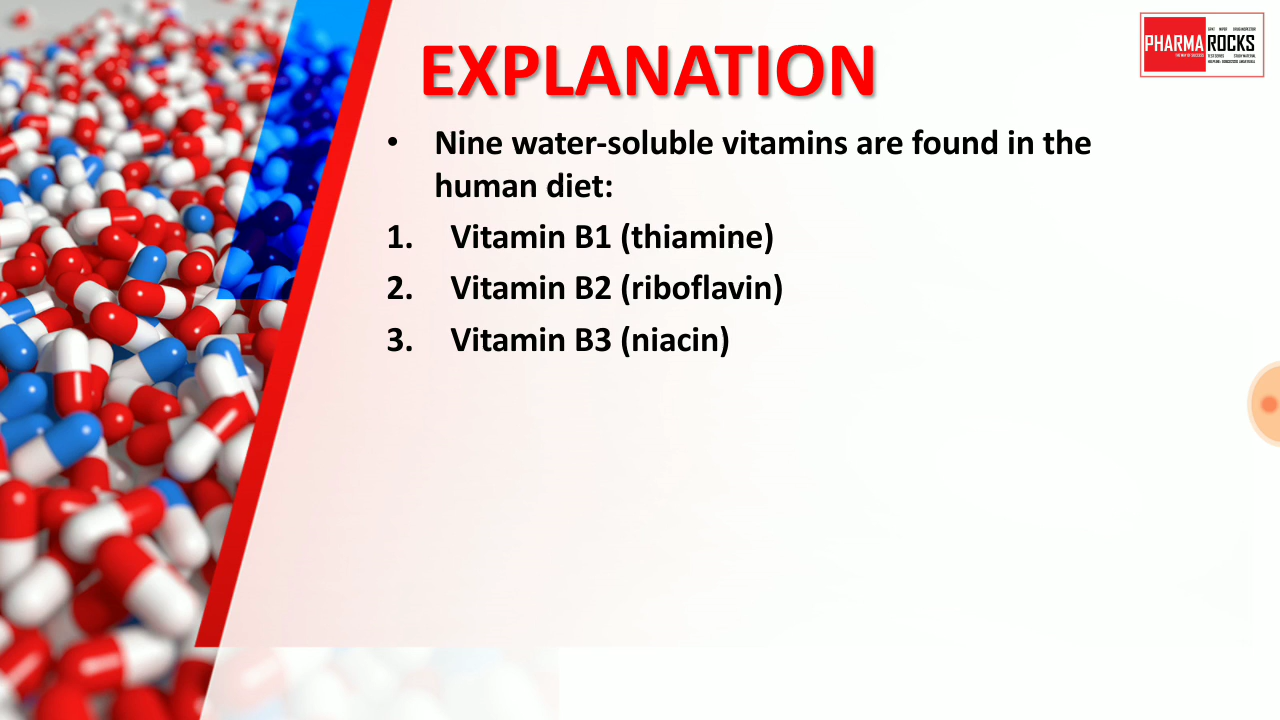 EXPLANATION
PHARMA ROCKS
• Nine water-soluble vitamins are found in the
human diet:
1. Vitamin B1 (thiamine)
2. Vitamin B2 (riboflavin)
3. Vitamin B3 (niacin)